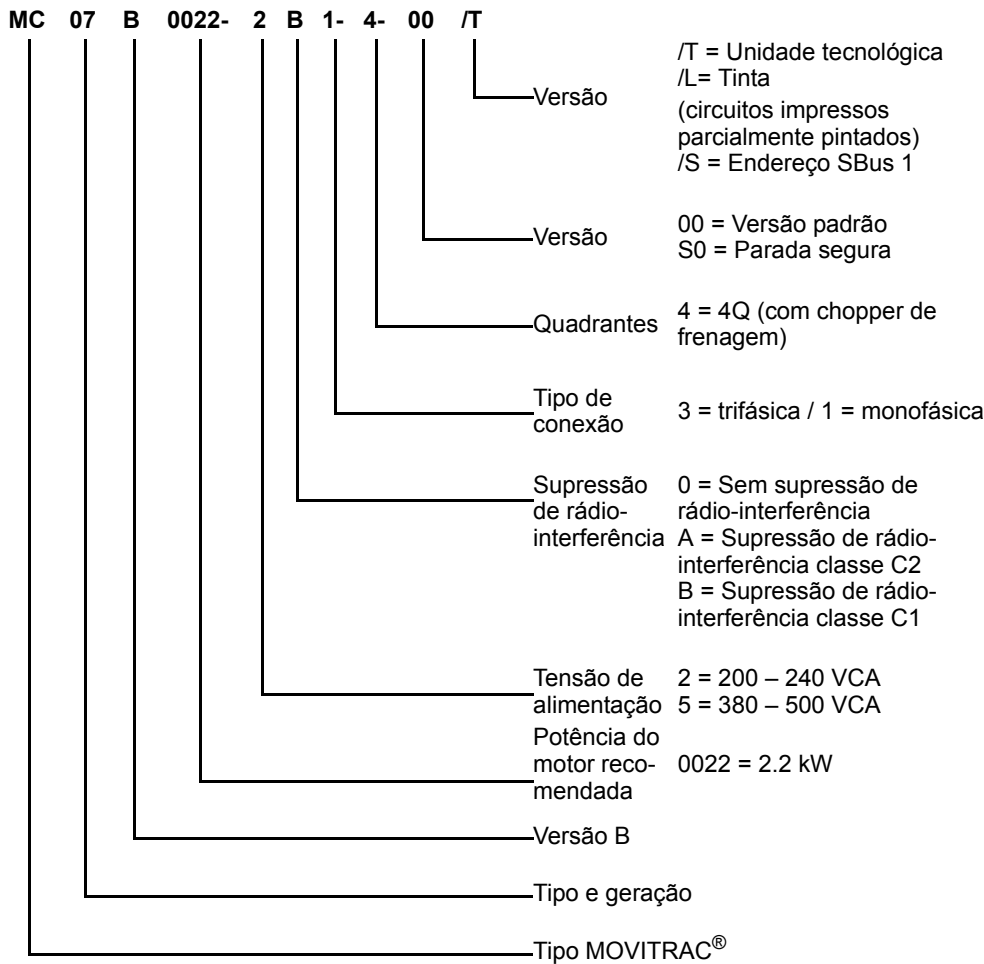 MC 07 B 0022- 2 B 1- 4- 00 /T
Versão
/T = Unidade tecnológica
/L= Tinta
(circuitos impressos
parcialmente pintados)
/S = Endereço SBus 1
Versão
00 = Versão padrão
S0 = Parada segura
Quadrantes
4 = 4Q (com chopper de
frenagem)
Tipo de
conexão
3 = trifásica / 1 = monofásica
Supressão
de rádio-
interferência
0 = Sem supressão de
rádio-interferência
A = Supressão de rádio-
interferência classe C2
B = Supressão de rádio-
interferência classe C1
Tensão de
alimentação
2 = 200 – 240 VCA
5 = 380 – 500 VCA
Potência do
motor reco-
mendada
0022 = 2.2 kW
Versão B
Tipo e geração
Tipo MOVITRAC®